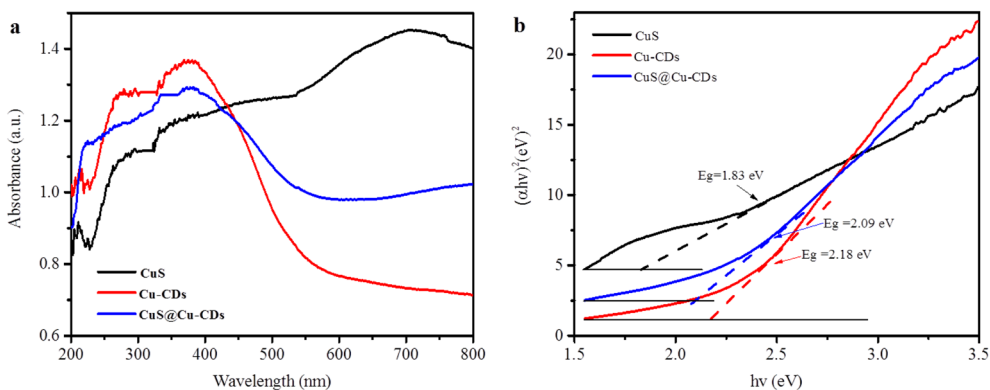 a
1.4
1.2
1.0
0.8
0.6
Absorbance (a.u.)
CuS
Cu-CDs
CuS@Cu-CDs
200 300 400 500 600 700 800
Wavelength (nm)
b
25
20
15
10
5
0
(αhν)²(eV)²
CuS
Cu-CDs
CuS@Cu-CDs
Eg=1.83 eV
Eg =2.09 eV
Eg =2.18 eV
1.5 2.0 2.5 3.0 3.5
hν (eV)